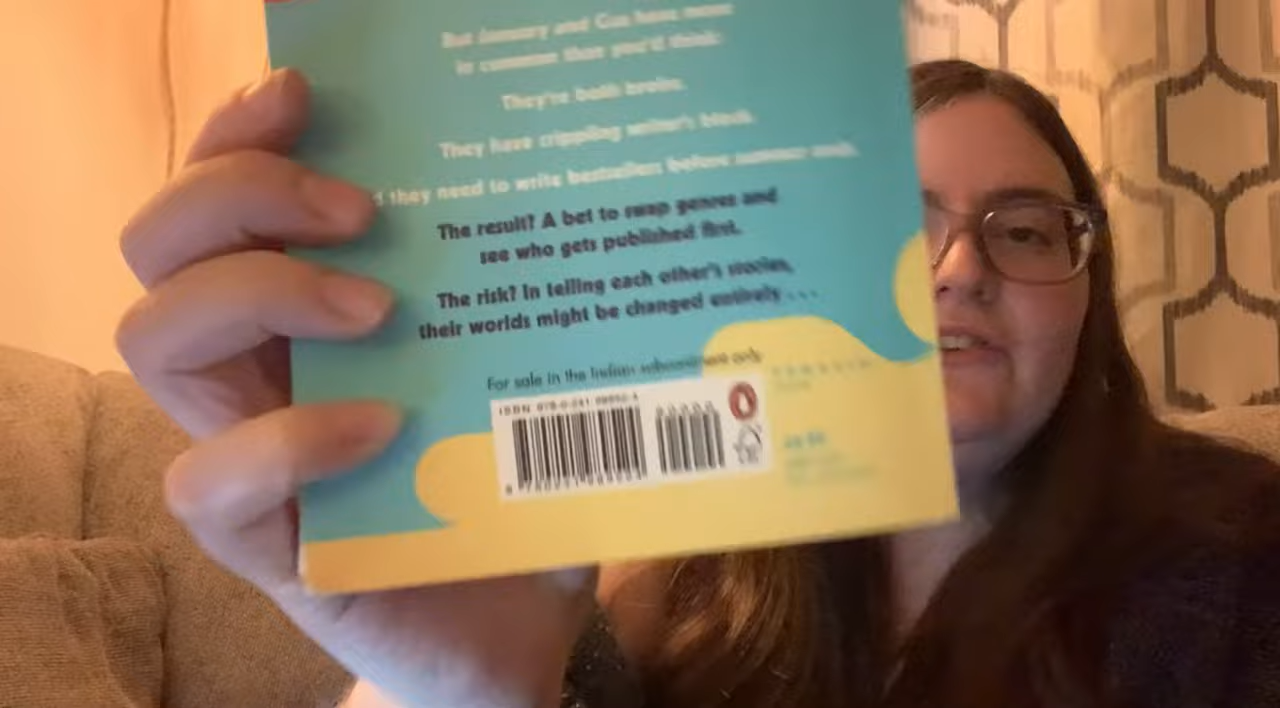 But January and Gus have more
in common than you'd think:
They're both broke.
They have crippling writer's block.
they need to write bestsellers before summer ends.
The result? A bet to swap genres and
see who gets published first.
The risk? In telling each other's stories,
their worlds might be changed entirely . . .
For sale in the Indian subcontinent only
ISBN